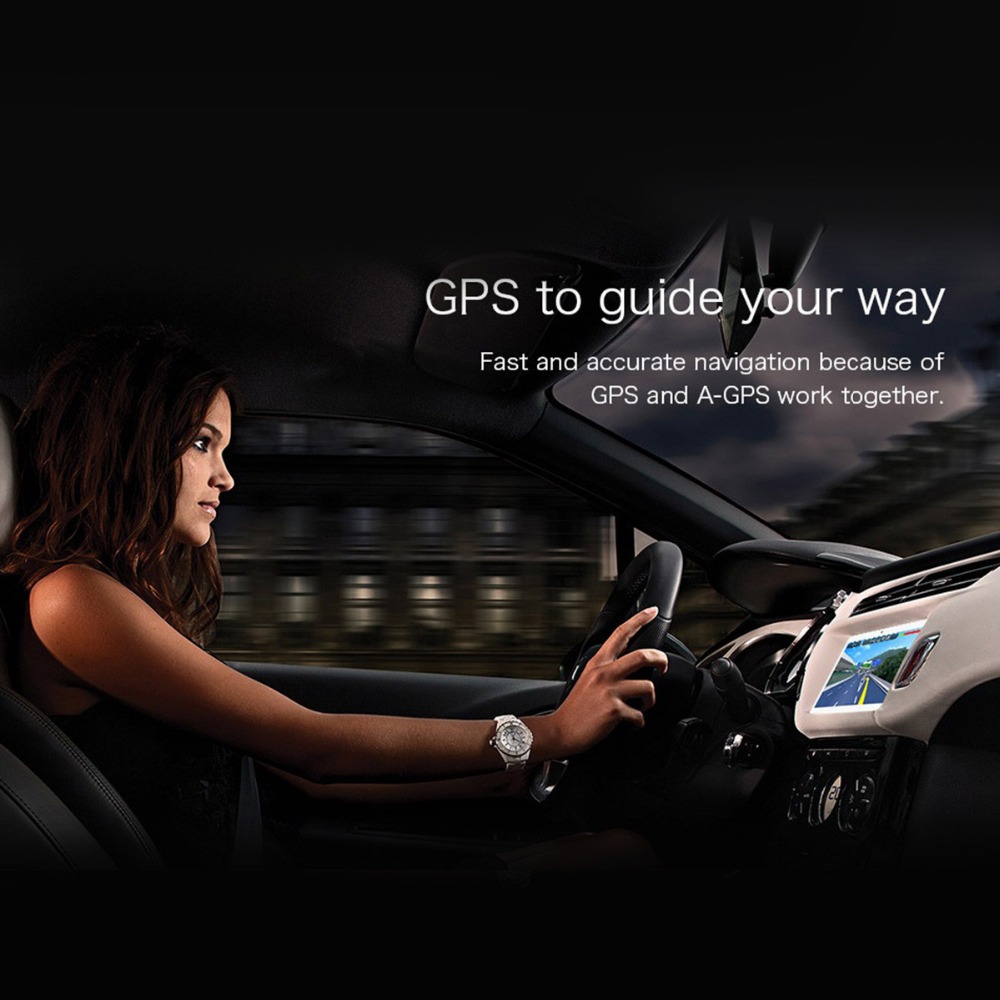 GPS to guide your way
Fast and accurate navigation because of
GPS and A-GPS work together.